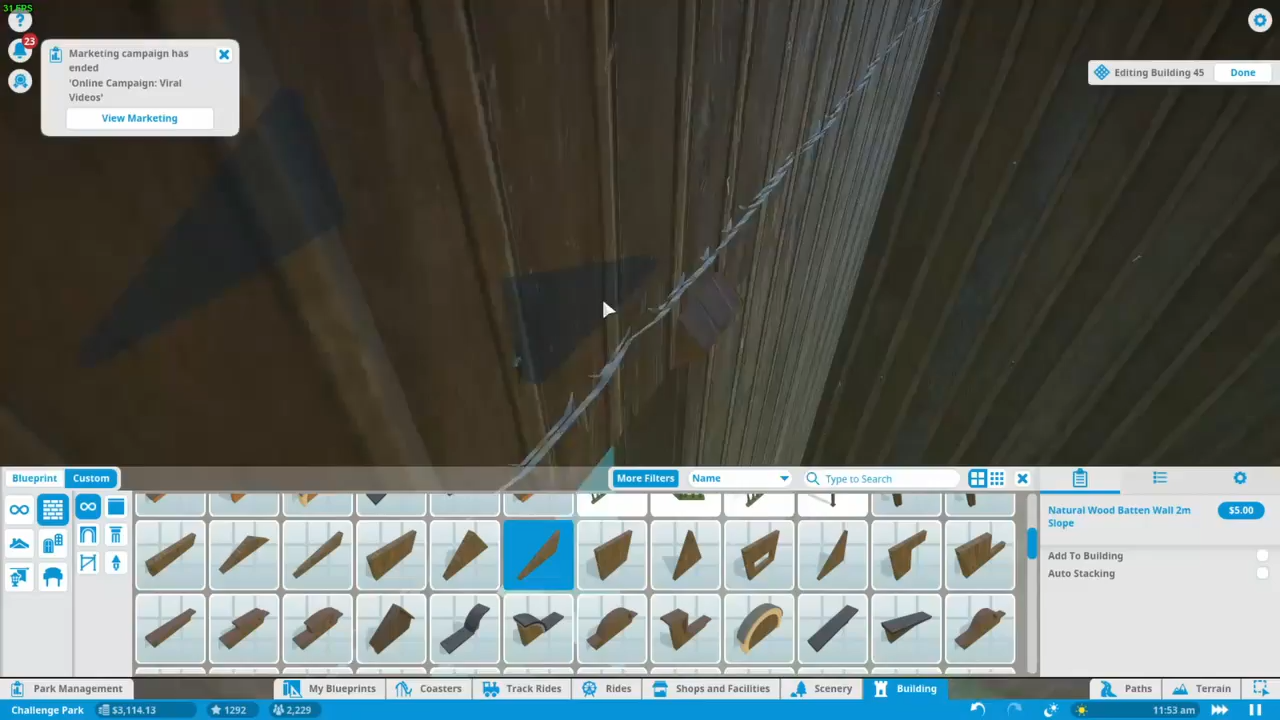 31 FPS
?
23
Marketing campaign has
ended
'Online Campaign: Viral
Videos'
View Marketing
Editing Building 45
Done
Blueprint
Custom
More Filters
Name
Type to Search
Natural Wood Batten Wall 2m
Slope
$5.00
Add To Building
Auto Stacking
Park Management
My Blueprints
Coasters
Track Rides
Rides
Shops and Facilities
Scenery
Building
Paths
Terrain
Challenge Park
$3,114.13
1292
2,229
11:53 am